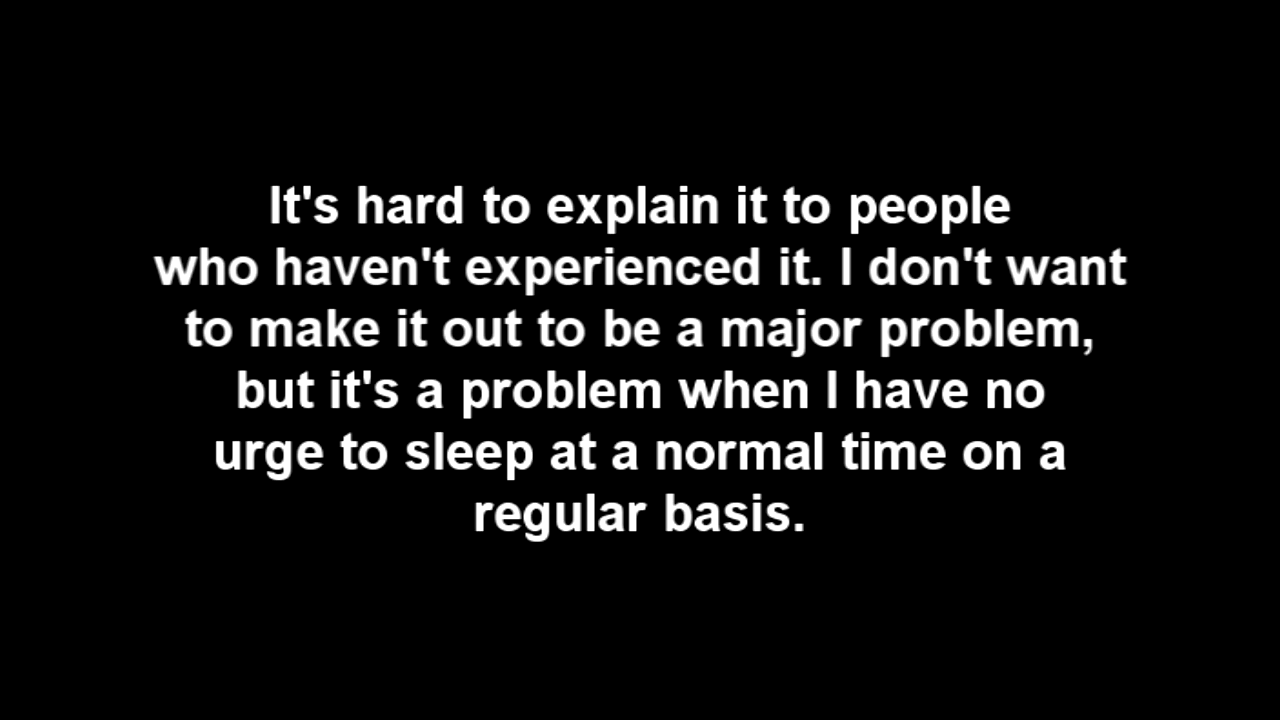 It's hard to explain it to people
who haven't experienced it. I don't want
to make it out to be a major problem,
but it's a problem when I have no
urge to sleep at a normal time on a
regular basis.